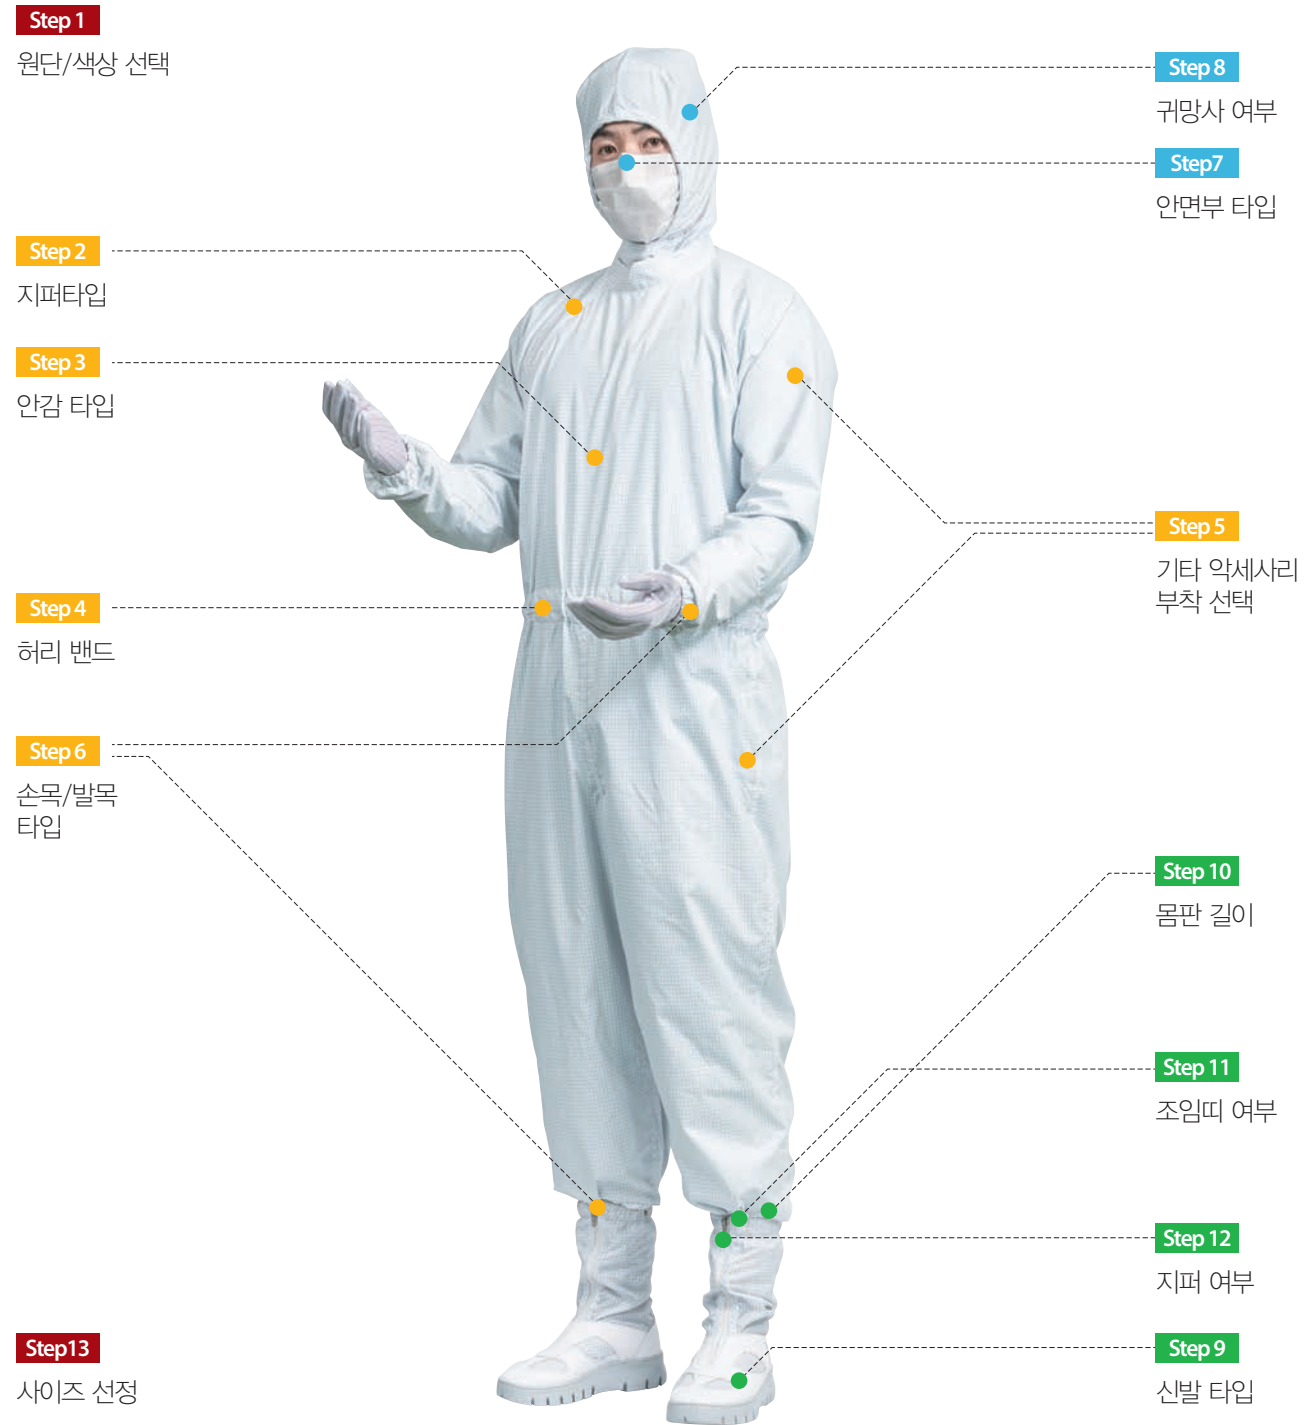 Step 1
원단/색상 선택
Step 2
지퍼타입
Step 3
안감 타입
Step 4
허리 밴드
Step 6
손목/발목
타입
Step13
사이즈 선정
Step 8
귀망사 여부
Step7
안면부 타입
Step 5
기타 악세사리
부착 선택
Step 10
몸판 길이
Step 11
조임띠 여부
Step 12
지퍼 여부
Step 9
신발 타입